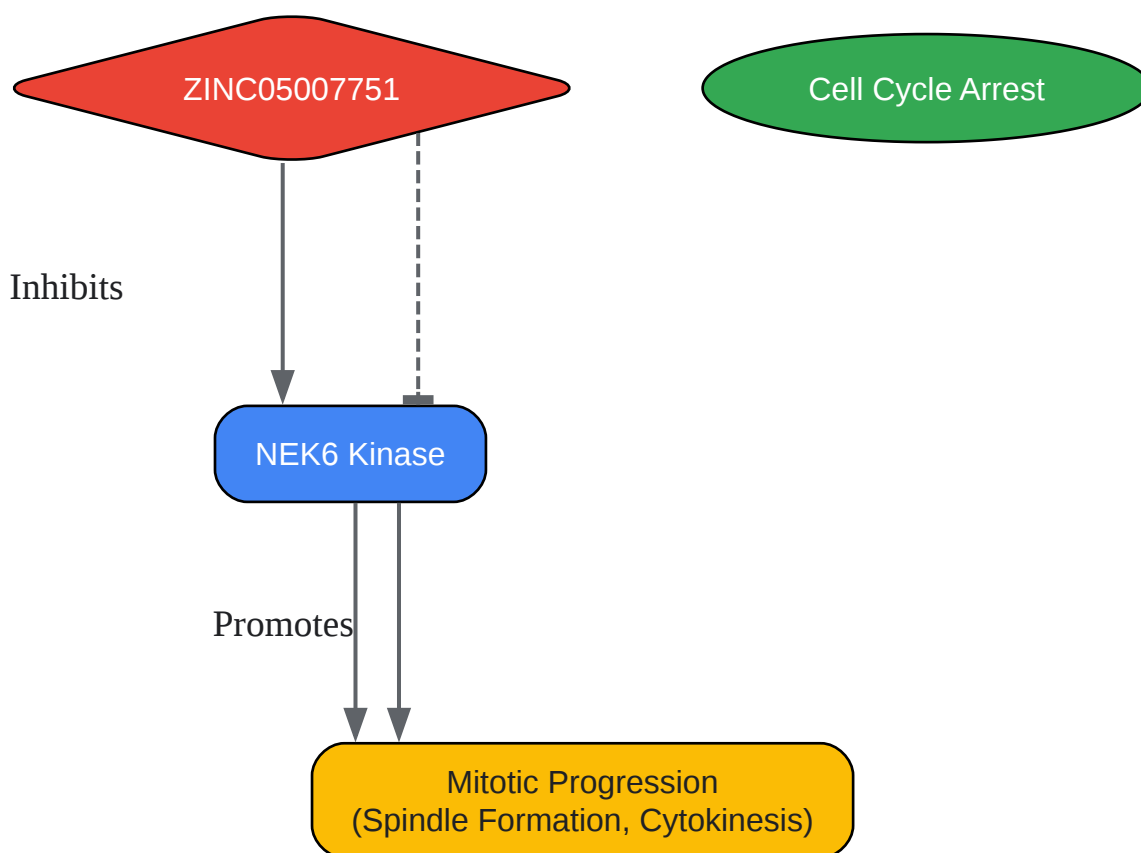 ZINC05007751
Cell Cycle Arrest
Inhibits
NEK6 Kinase
Promotes
Mitotic Progression
(Spindle Formation, Cytokinesis)